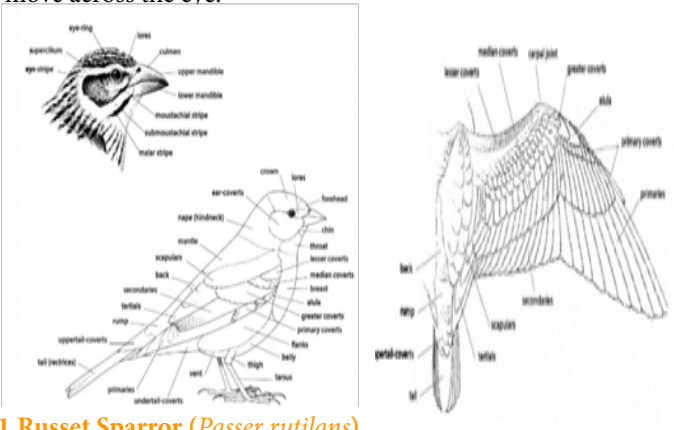 move across the eye.
eye-ring
lores
supercilium
culmen
eye-stripe
upper mandible
lower mandible
moustachial stripe
submoustachial stripe
malar stripe
crown
lores
ear-coverts
forehead
nape (hindneck)
chin
mantle
throat
scapulars
lesser coverts
back
median coverts
secondaries
breast
tertials
alula
greater coverts
rump
primary coverts
uppertail-coverts
flanks
belly
tail (rectrices)
thigh
vent
tarsus
primaries
undertail-coverts
median coverts
carpal joint
lesser coverts
greater coverts
alula
primary coverts
primaries
back
secondaries
rump
scapulars
uppertail-coverts
tertials
tail
1 Russet Sparror (Passer rutilans)